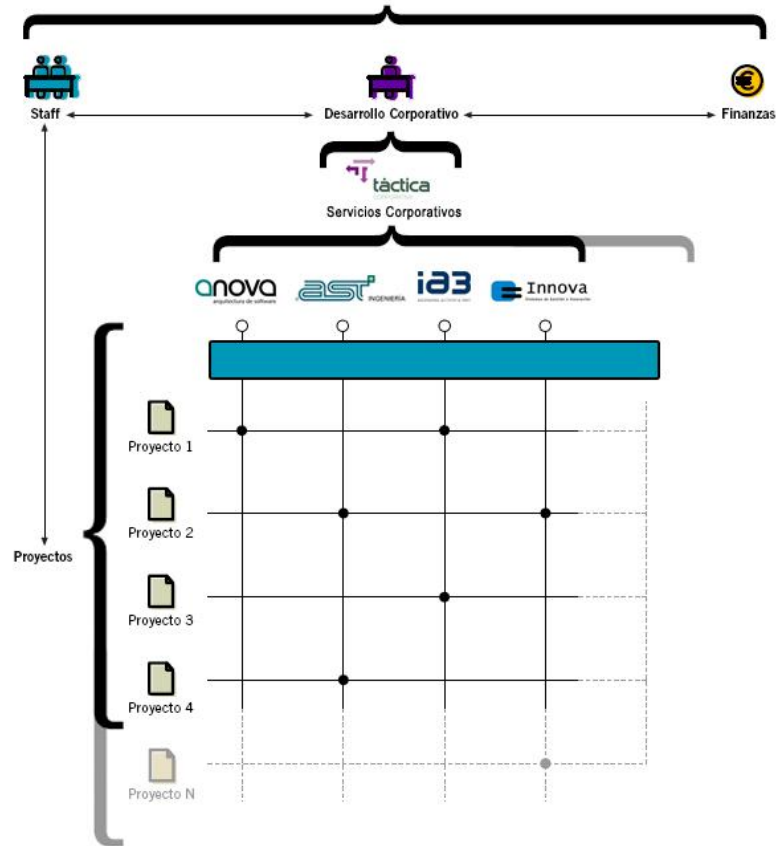 Staff
Desarrollo Corporativo
Finanzas
táctica
Servicios Corporativos
anova
arquitectura de software
ast
INGENIERÍA
ia3
Innova
Proyecto 1
Proyecto 2
Proyectos
Proyecto 3
Proyecto 4
Proyecto N